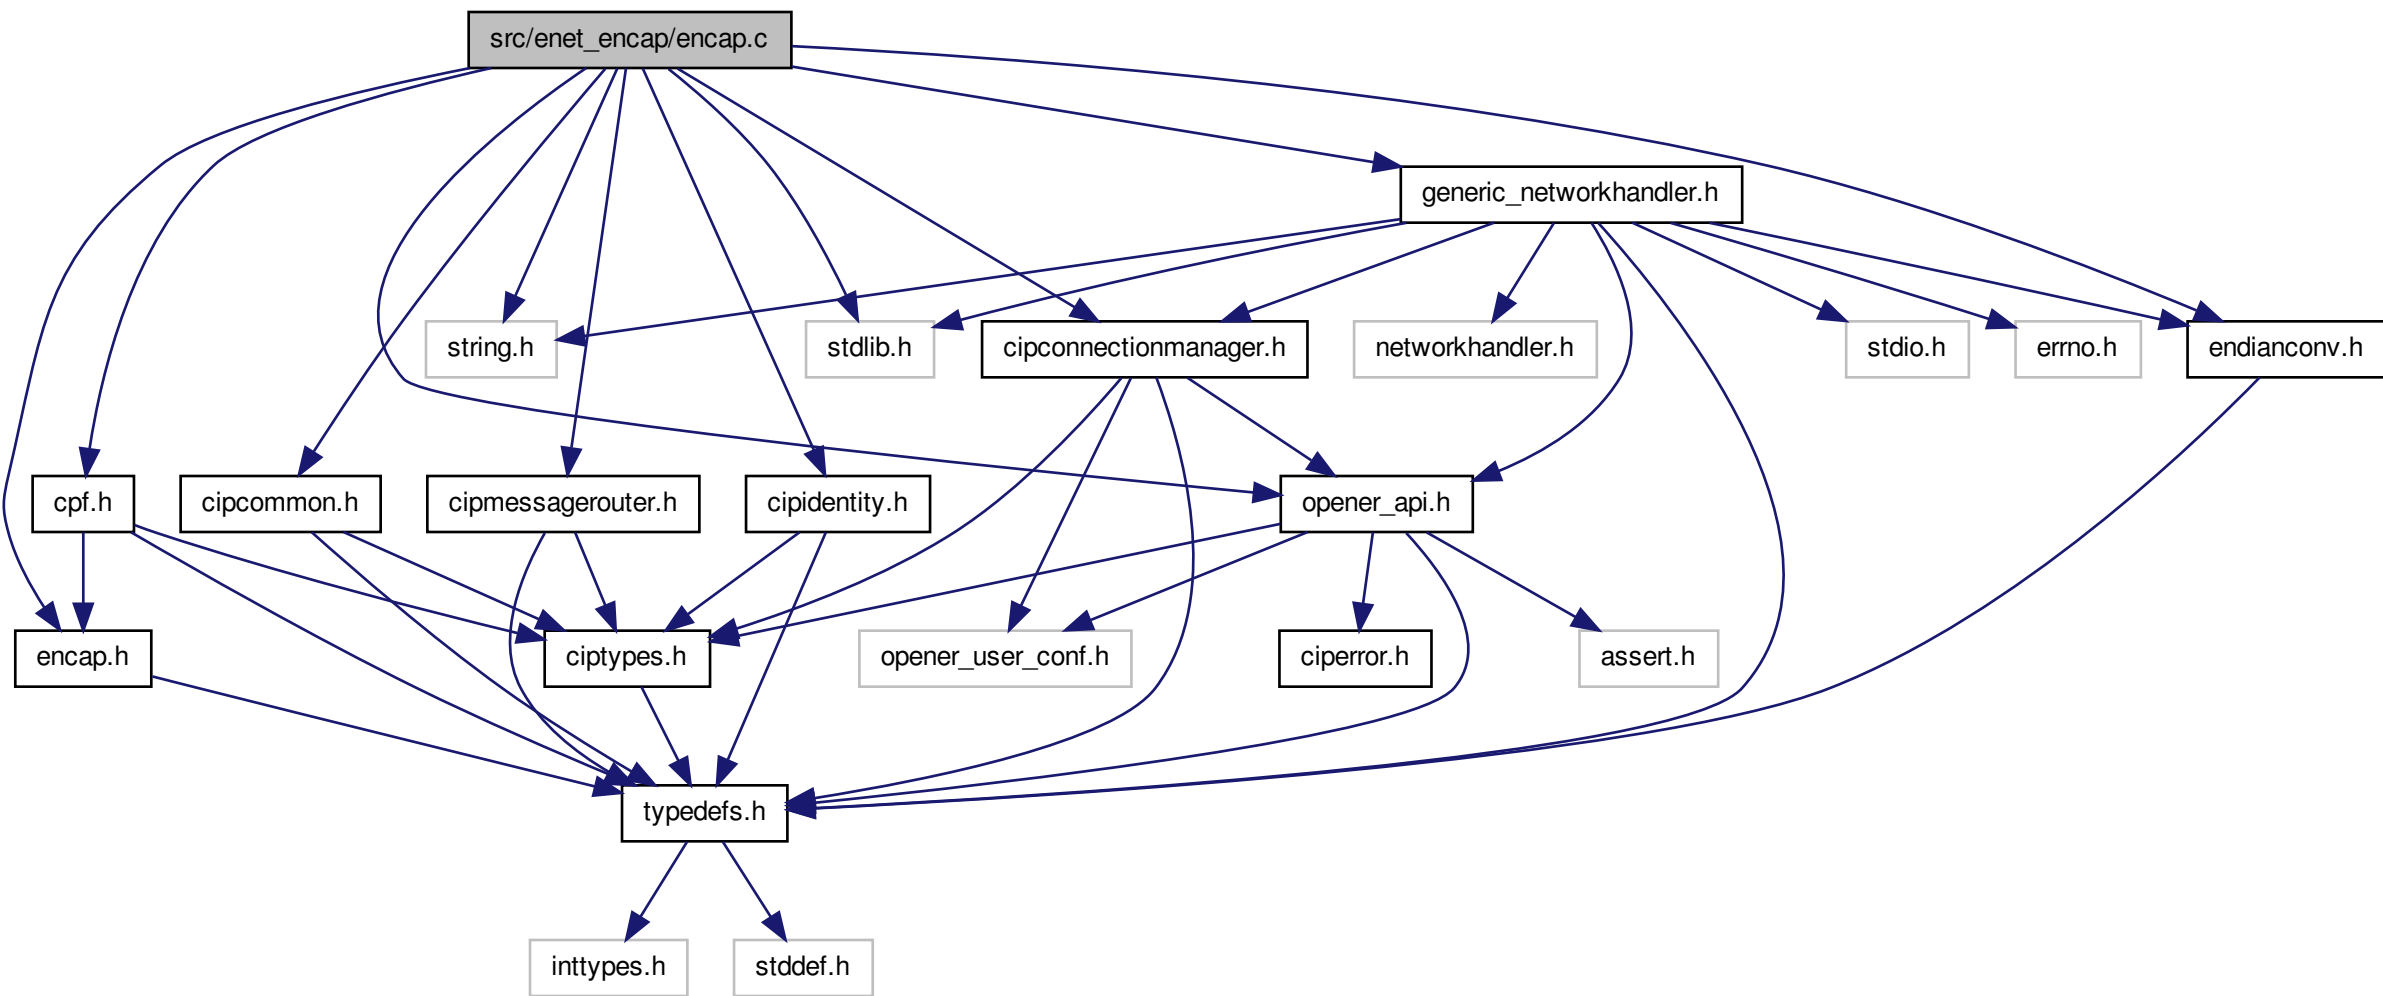 src/enet_encap/encap.c
generic_networkhandler.h
string.h
stdlib.h
cipconnectionmanager.h
networkhandler.h
stdio.h
errno.h
endianconv.h
cpf.h
cipcommon.h
cipmessagerouter.h
cipidentity.h
opener_api.h
encap.h
ciptypes.h
opener_user_conf.h
ciperror.h
assert.h
typedefs.h
inttypes.h
stddef.h